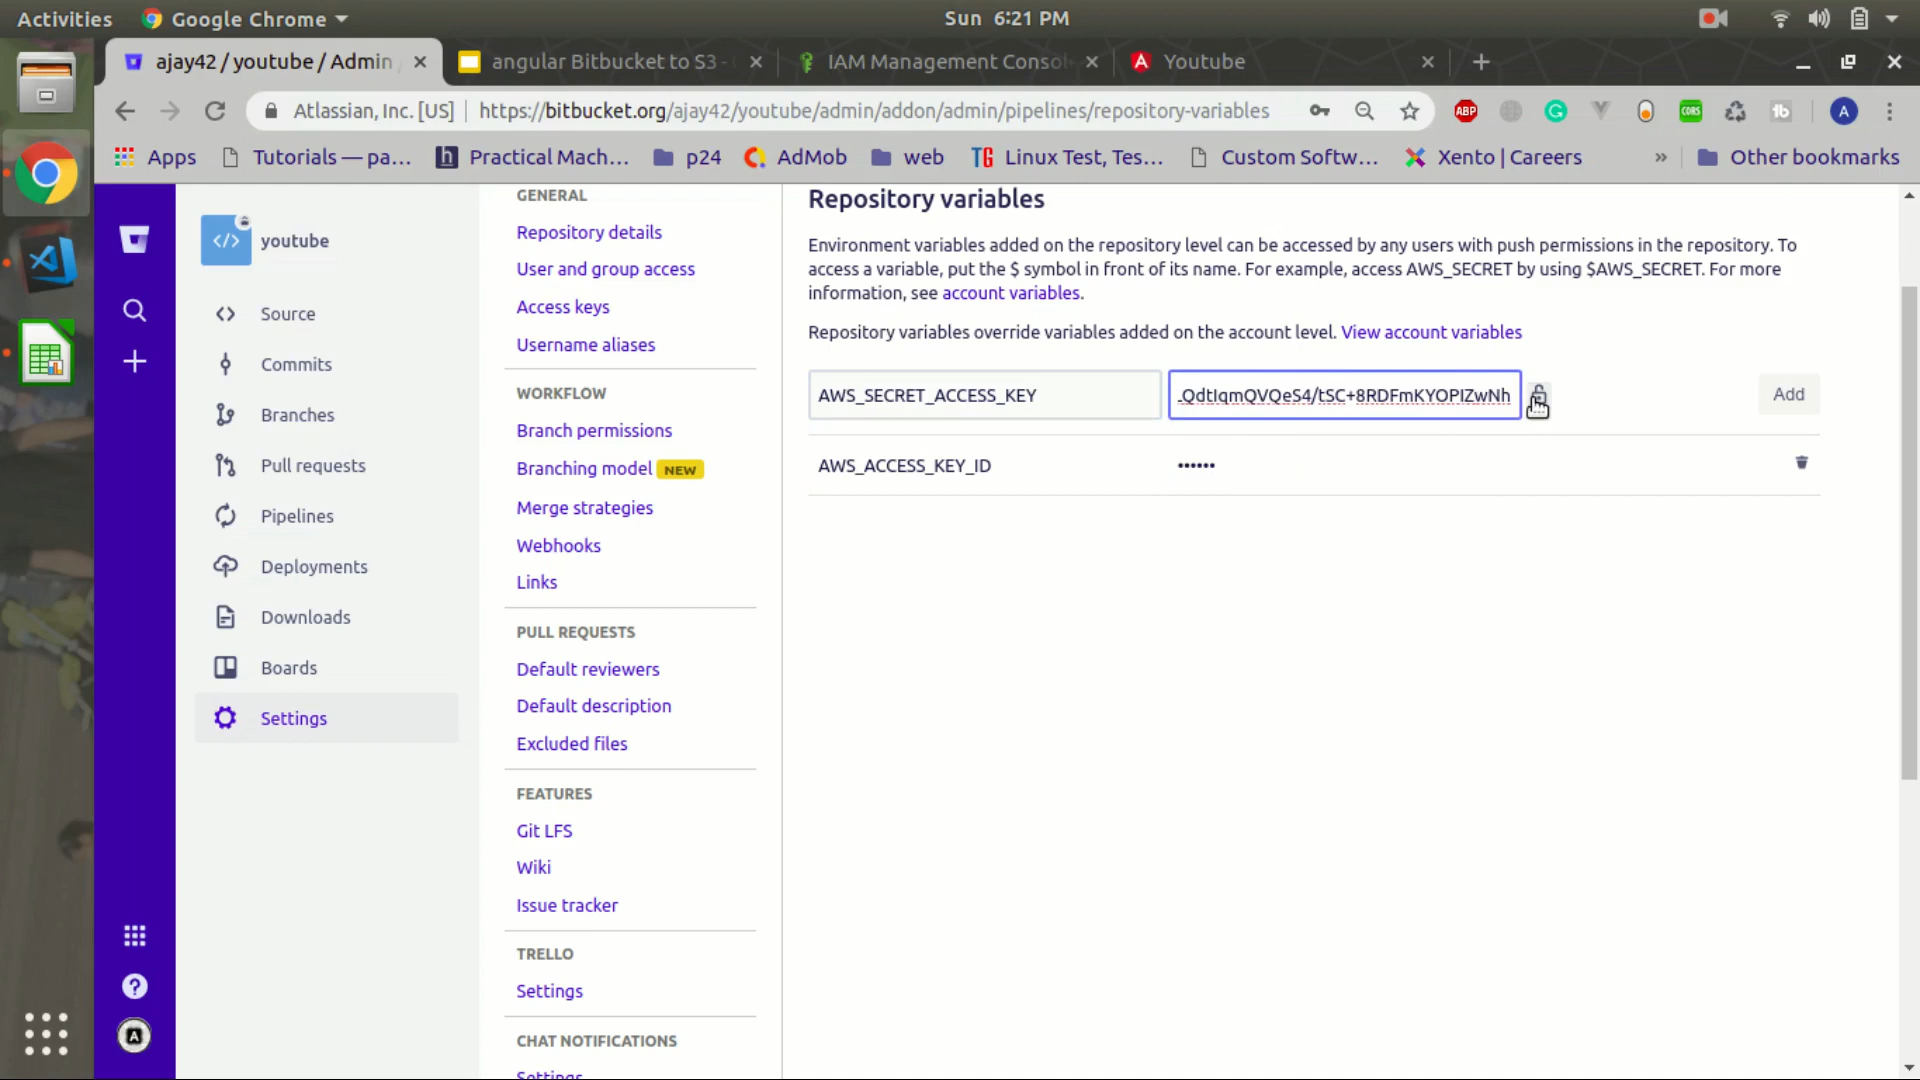 Activities
Google Chrome
Sun 6:21 PM
ajay42 / youtube / Admin
angular Bitbucket to S3 -
IAM Management Consol
Youtube
Atlassian, Inc. [US]
https://bitbucket.org/ajay42/youtube/admin/addon/admin/pipelines/repository-variables
ABP
CORS
tb
A
Apps
Tutorials — pa...
h
Practical Mach...
p24
AdMob
web
TG
Linux Test, Tes...
Custom Softw...
Xento | Careers
»
Other bookmarks
youtube
Source
Commits
Branches
Pull requests
Pipelines
Deployments
Downloads
Boards
Settings
A
GENERAL
Repository details
User and group access
Access keys
Username aliases
WORKFLOW
Branch permissions
Branching model NEW
Merge strategies
Webhooks
Links
PULL REQUESTS
Default reviewers
Default description
Excluded files
FEATURES
Git LFS
Wiki
Issue tracker
TRELLO
Settings
CHAT NOTIFICATIONS
Settings
Repository variables
Environment variables added on the repository level can be accessed by any users with push permissions in the repository. To
access a variable, put the $ symbol in front of its name. For example, access AWS_SECRET by using $AWS_SECRET. For more
information, see account variables.
Repository variables override variables added on the account level. View account variables
AWS_SECRET_ACCESS_KEY
Add
AWS_ACCESS_KEY_ID
••••••